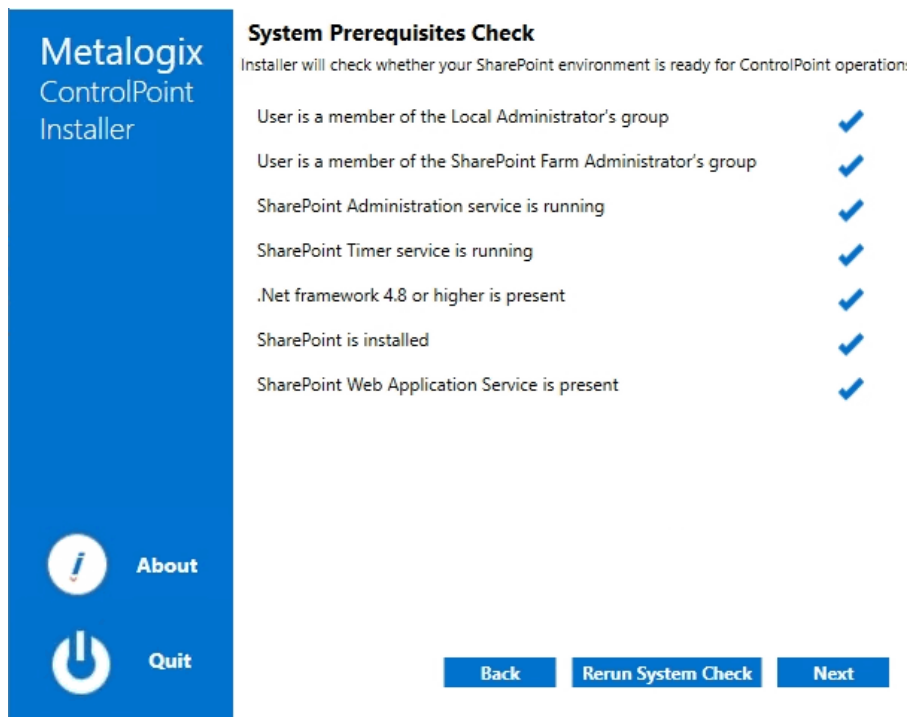 Metalogix
ControlPoint
Installer
System Prerequisites Check
Installer will check whether your SharePoint environment is ready for ControlPoint operations
User is a member of the Local Administrator's group
User is a member of the SharePoint Farm Administrator's group
SharePoint Administration service is running
SharePoint Timer service is running
.Net framework 4.8 or higher is present
SharePoint is installed
SharePoint Web Application Service is present
About
Quit
Back
Rerun System Check
Next